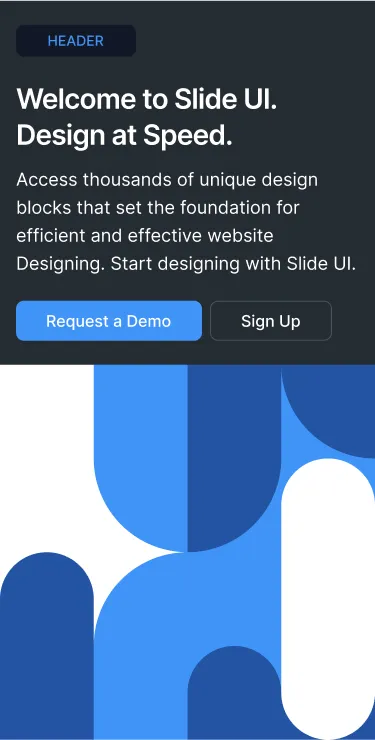 HEADER
Welcome to Slide UI.
Design at Speed.
Access thousands of unique design
blocks that set the foundation for
efficient and effective website
Designing. Start designing with Slide UI.
Request a Demo
Sign Up